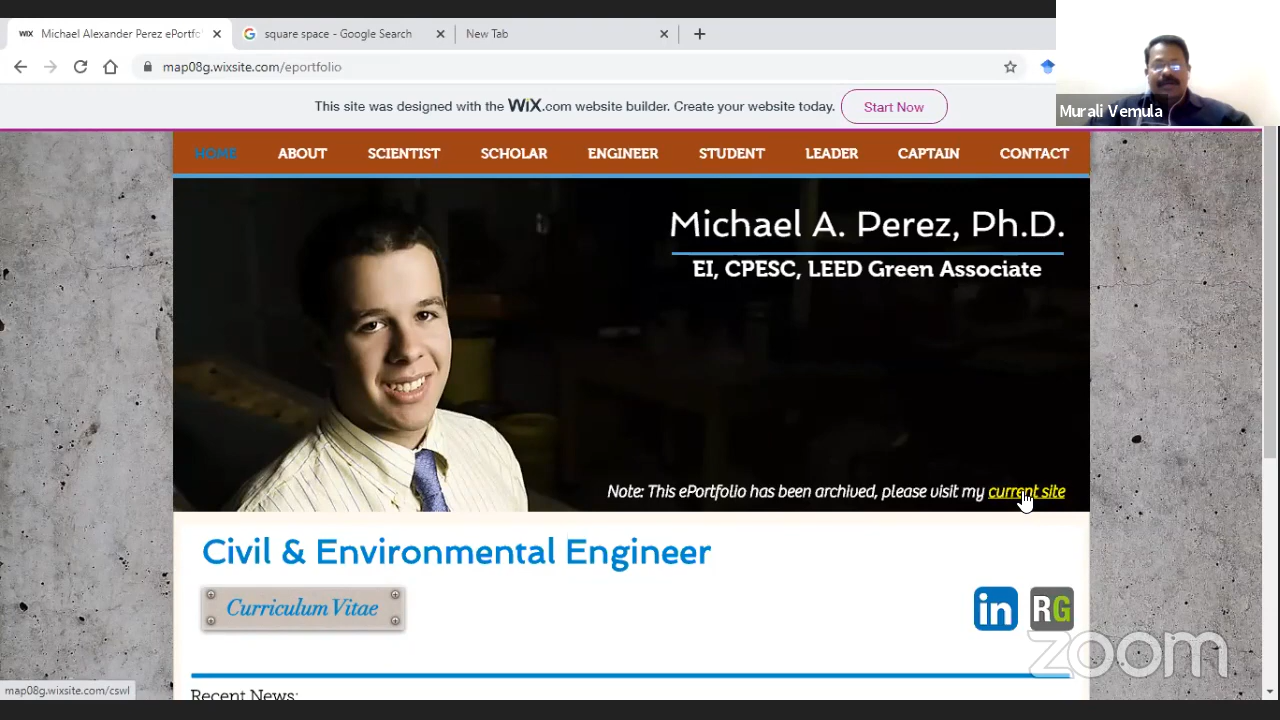 WiX Michael Alexander Perez ePortfo
square space - Google Search
New Tab
map08g.wixsite.com/eportfolio
This site was designed with the WiX.com website builder. Create your website today.
Start Now
Murali Vemula
HOME ABOUT SCIENTIST SCHOLAR ENGINEER STUDENT LEADER CAPTAIN CONTACT
Michael A. Perez, Ph.D.
EI, CPESC, LEED Green Associate
Note: This ePortfolio has been archived, please visit my current site
Civil & Environmental Engineer
Curriculum Vitae
in RG
zoom
map08g.wixsite.com/cswl
Recent News: